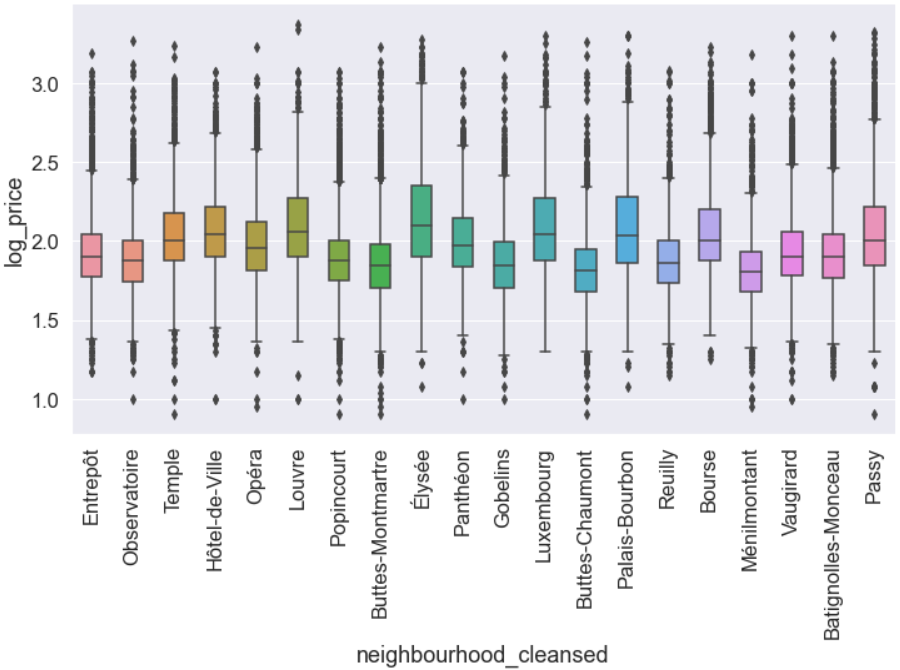 log_price
3.0
2.5
2.0
1.5
1.0
Entrepôt
Observatoire
Temple
Hôtel-de-Ville
Opéra
Louvre
Popincourt
Buttes-Montmartre
Élysée
Panthéon
Gobelins
Luxembourg
Buttes-Chaumont
Palais-Bourbon
Reuilly
Bourse
Ménilmontant
Vaugirard
Batignolles-Monceau
Passy
neighbourhood_cleansed